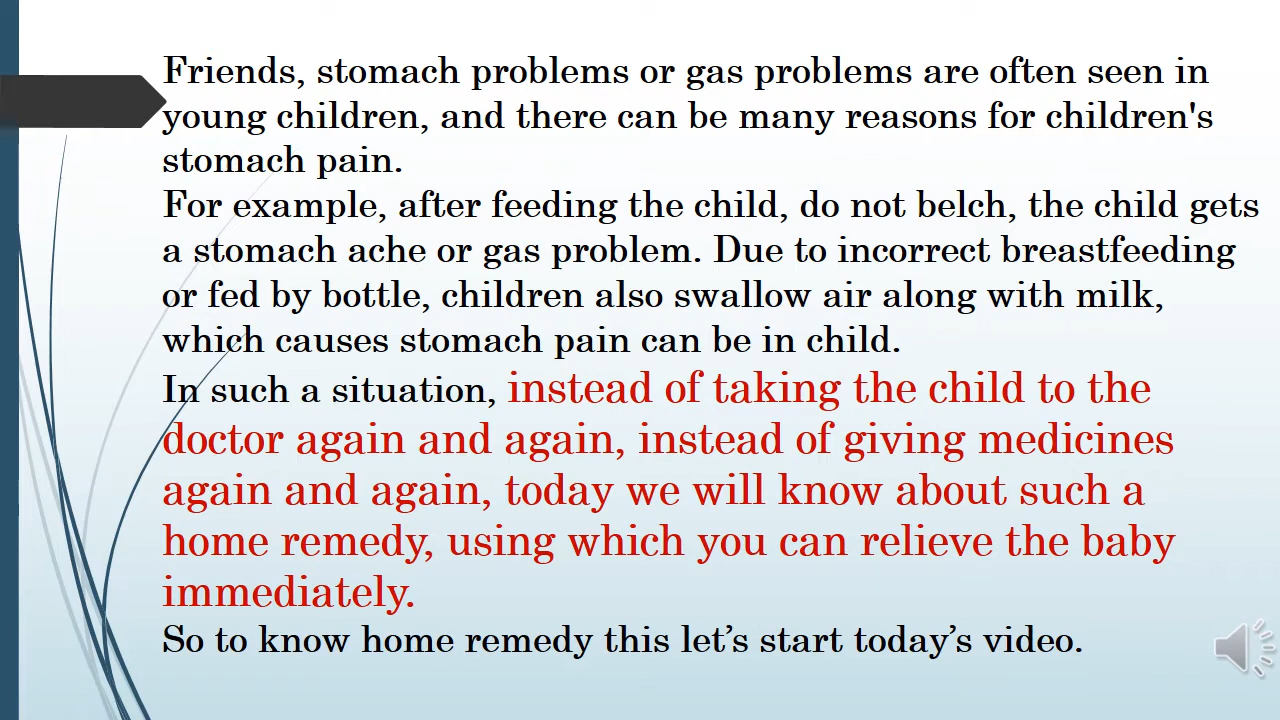 Friends, stomach problems or gas problems are often seen in
young children, and there can be many reasons for children's
stomach pain.
For example, after feeding the child, do not belch, the child gets
a stomach ache or gas problem. Due to incorrect breastfeeding
or fed by bottle, children also swallow air along with milk,
which causes stomach pain can be in child.
In such a situation, instead of taking the child to the
doctor again and again, instead of giving medicines
again and again, today we will know about such a
home remedy, using which you can relieve the baby
immediately.
So to know home remedy this let’s start today’s video.